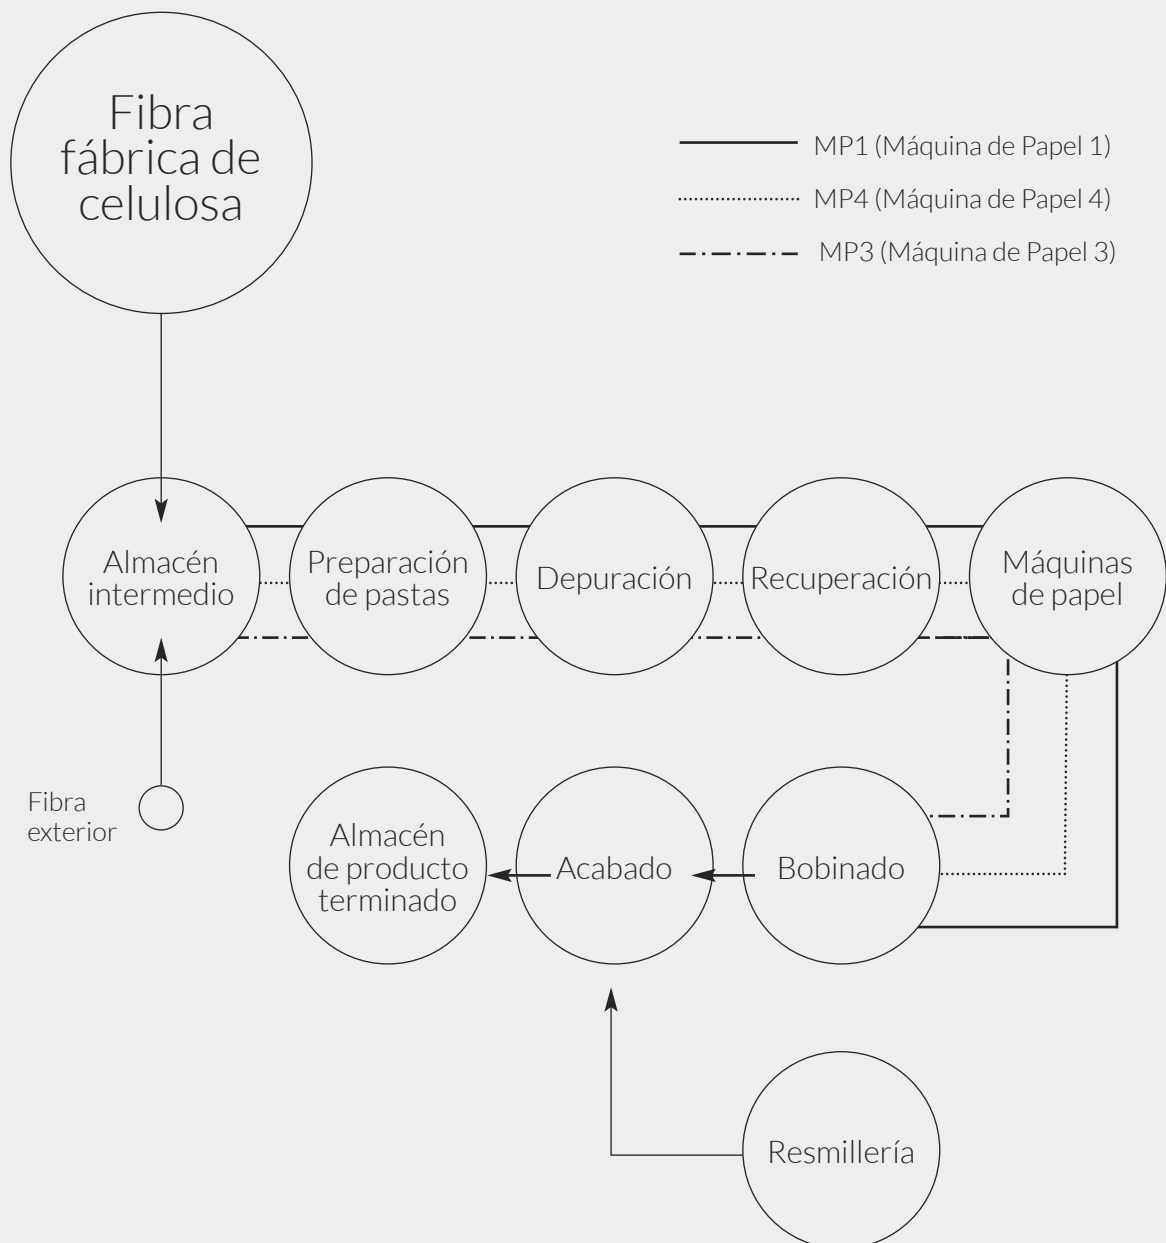 Fibra
fábrica de
celulosa
MP1 (Máquina de Papel 1)
MP4 (Máquina de Papel 4)
MP3 (Máquina de Papel 3)
Almacén
intermedio
Preparación
de pastas
Depuración
Recuperación
Máquinas
de papel
Fibra
exterior
Almacén
de producto
terminado
Acabado
Bobinado
Resmillería